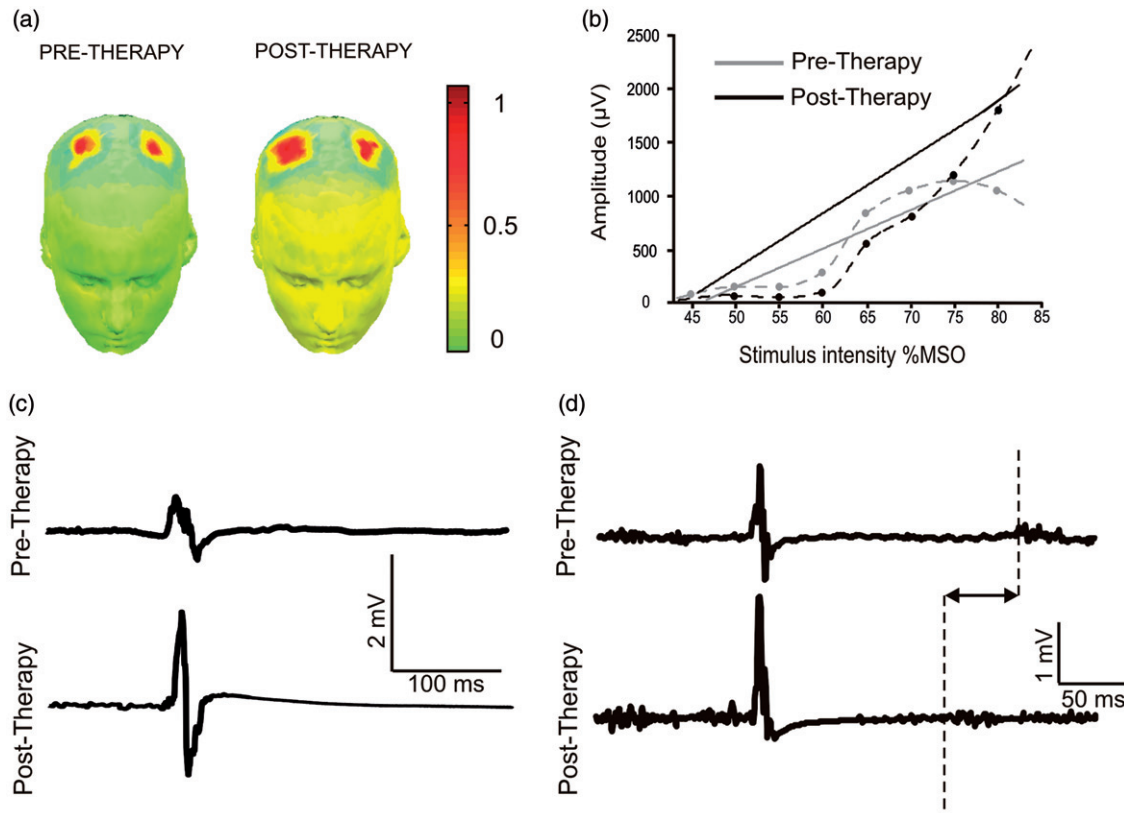 (a)
PRE-THERAPY
POST-THERAPY
1
0.5
0
(b)
2500
2000
1500
1000
500
0
Amplitude (µV)
Pre-Therapy
Post-Therapy
45 50 55 60 65 70 75 80 85
Stimulus intensity %MSO
(c)
Pre-Therapy
Post-Therapy
2 mV
100 ms
(d)
Pre-Therapy
Post-Therapy
1 mV
50 ms